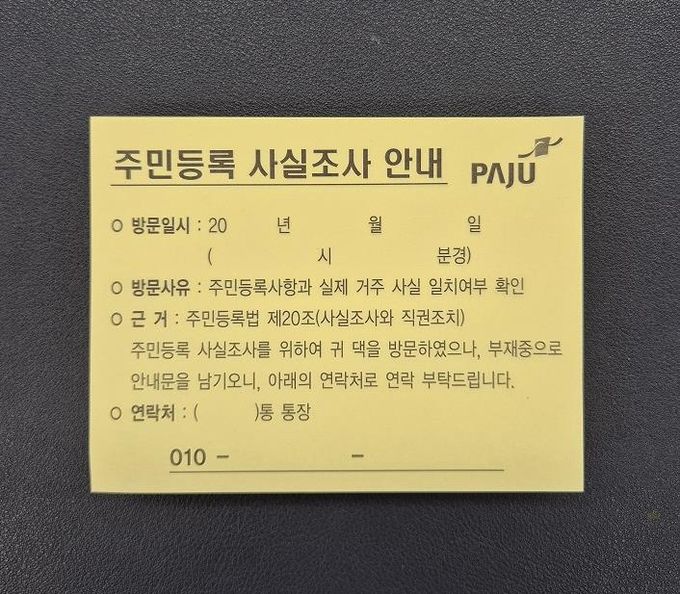 주민등록 사실조사 안내 PAJU
○ 방문일시 : 20 년 월 일
( 시 분경)
○ 방문사유 : 주민등록사항과 실제 거주 사실 일치여부 확인
○ 근 거 : 주민등록법 제20조(사실조사와 직권조치)
주민등록 사실조사를 위하여 귀 댁을 방문하였으나, 부재중으로
안내문을 남기오니, 아래의 연락처로 연락 부탁드립니다.
○ 연락처 : ( )통 통장
010 - -